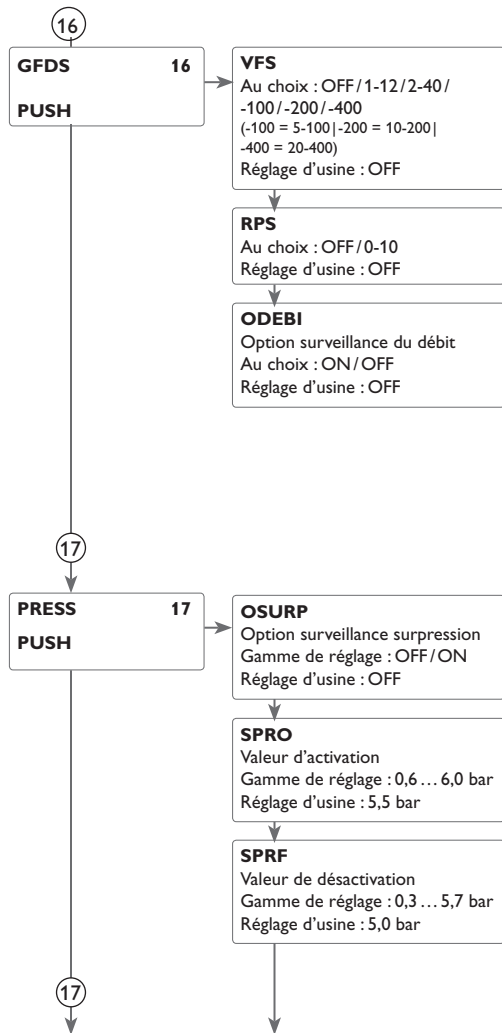 16
GFDS 16
PUSH
VFS
Au choix : OFF/1-12/2-40/
-100/-200/-400
(-100 = 5-100|-200 = 10-200|
-400 = 20-400)
Réglage d'usine : OFF
RPS
Au choix : OFF/0-10
Réglage d'usine : OFF
ODEBI
Option surveillance du débit
Au choix : ON/OFF
Réglage d'usine : OFF
17
PRESS 17
PUSH
OSURP
Option surveillance surpression
Gamme de réglage : OFF/ON
Réglage d'usine : OFF
SPRO
Valeur d'activation
Gamme de réglage : 0,6 … 6,0 bar
Réglage d'usine : 5,5 bar
SPRF
Valeur de désactivation
Gamme de réglage : 0,3 … 5,7 bar
Réglage d'usine : 5,0 bar
17